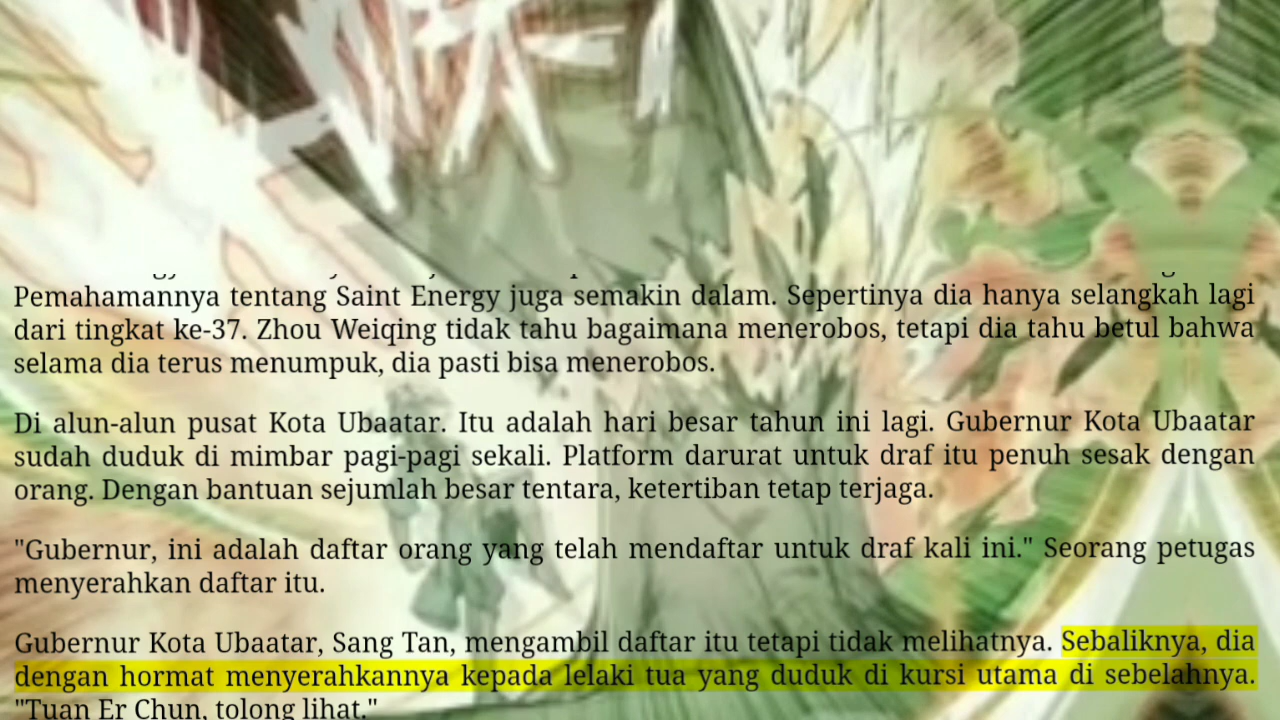 Pemahamannya tentang Saint Energy juga semakin dalam. Sepertinya dia hanya selangkah lagi
dari tingkat ke-37. Zhou Weiqing tidak tahu bagaimana menerobos, tetapi dia tahu betul bahwa
selama dia terus menumpuk, dia pasti bisa menerobos.
Di alun-alun pusat Kota Ubaatar. Itu adalah hari besar tahun ini lagi. Gubernur Kota Ubaatar
sudah duduk di mimbar pagi-pagi sekali. Platform darurat untuk draf itu penuh sesak dengan
orang. Dengan bantuan sejumlah besar tentara, ketertiban tetap terjaga.
"Gubernur, ini adalah daftar orang yang telah mendaftar untuk draf kali ini." Seorang petugas
menyerahkan daftar itu.
Gubernur Kota Ubaatar, Sang Tan, mengambil daftar itu tetapi tidak melihatnya. Sebaliknya, dia
dengan hormat menyerahkannya kepada lelaki tua yang duduk di kursi utama di sebelahnya.
"Tuan Er Chun, tolong lihat."